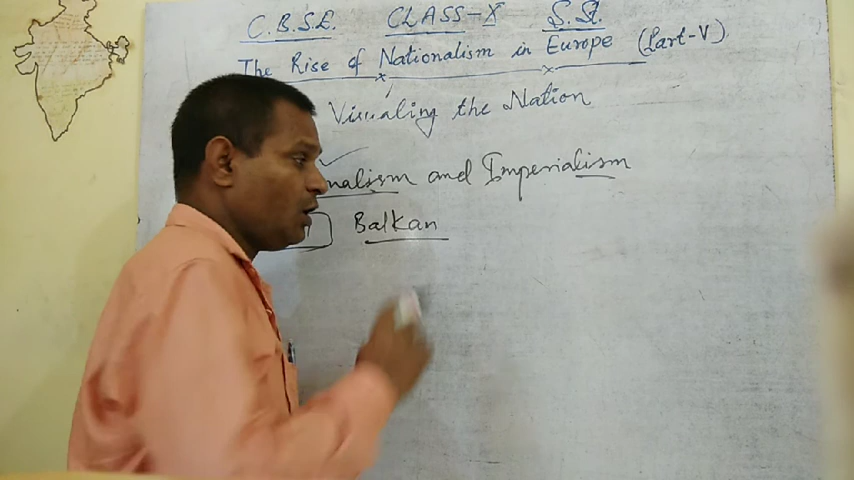 C.B.S.E. CLASS-X S.St.
The Rise of Nationalism in Europe (Part-V)
Visualing the Nation
nalism and Imperialism
Balkan